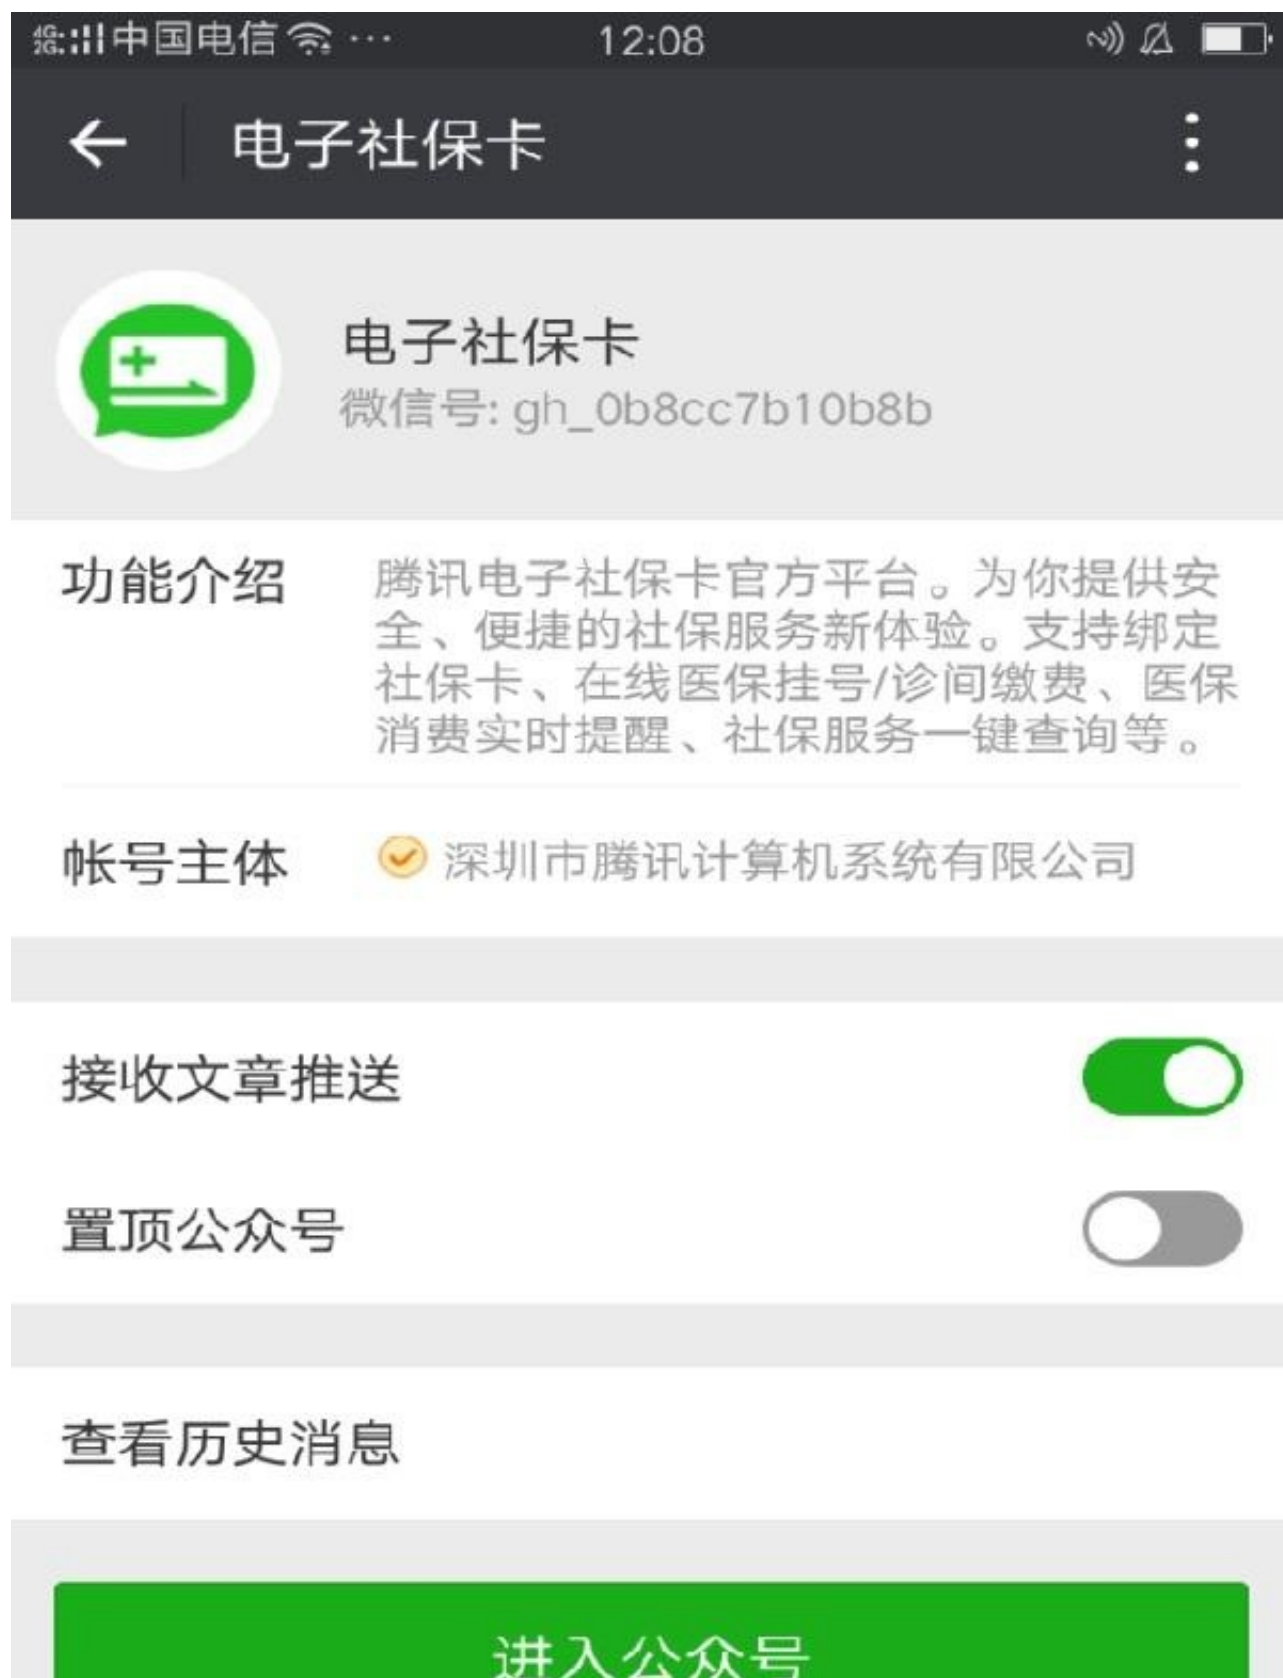 4G 2G 中国电信 ... 12:08
电子社保卡
电子社保卡
微信号: gh_0b8cc7b10b8b
功能介绍 腾讯电子社保卡官方平台。为你提供安
全、便捷的社保服务新体验。支持绑定
社保卡、在线医保挂号/诊间缴费、医保
消费实时提醒、社保服务一键查询等。
帐号主体 深圳市腾讯计算机系统有限公司
接收文章推送
置顶公众号
查看历史消息
进入公众号